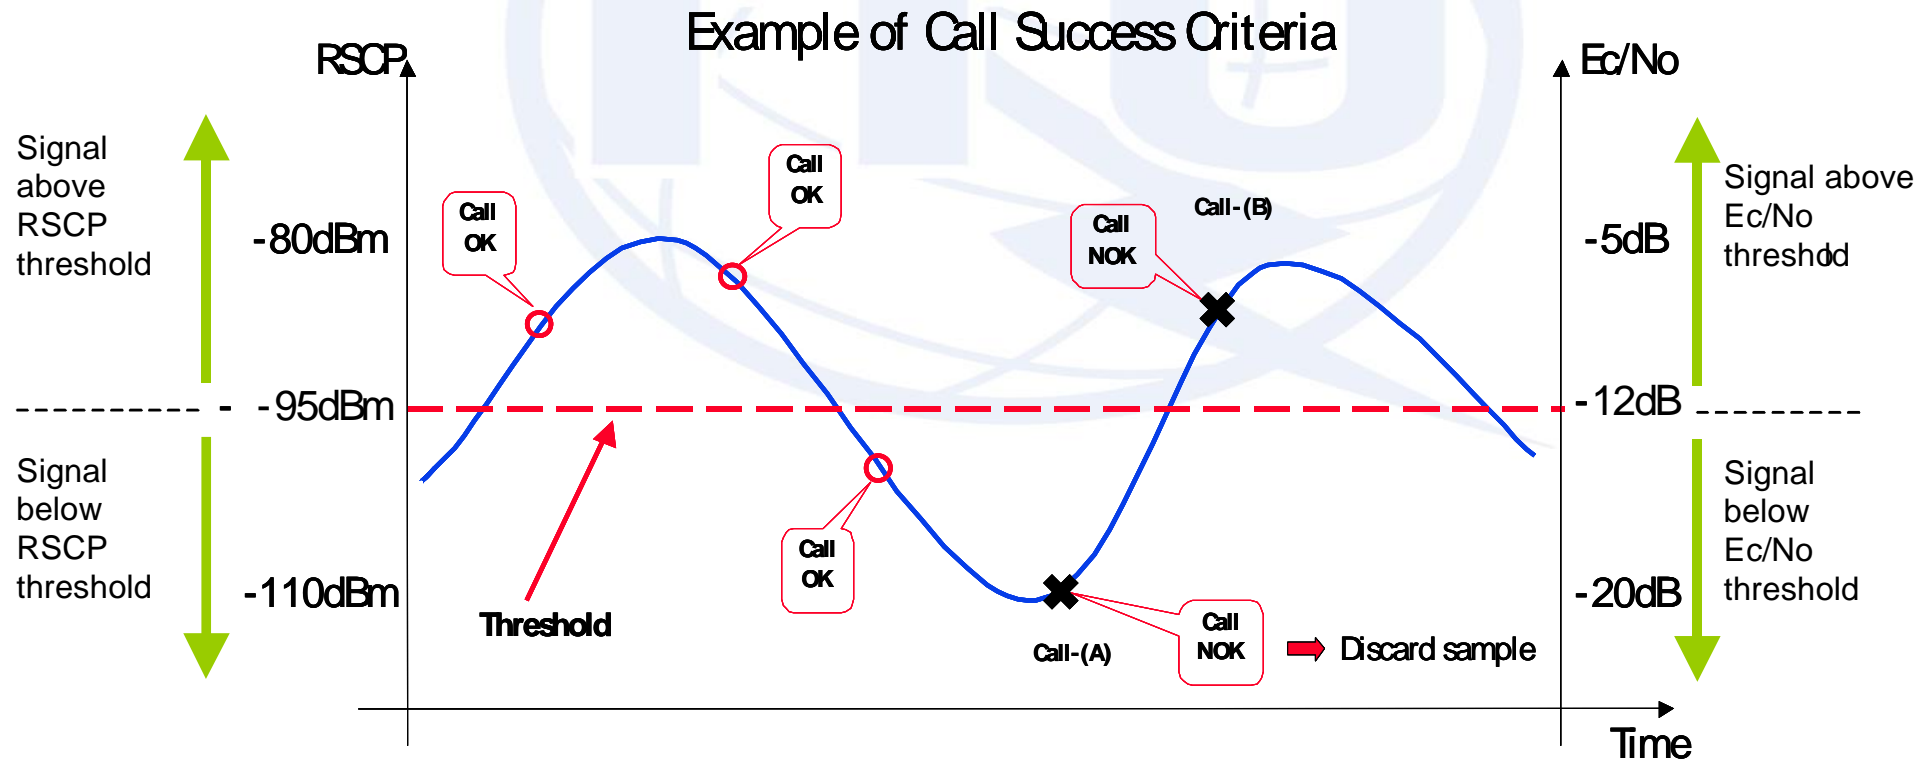 Example of Call Success Criteria
RSCP
Ec/No
Signal
above
RSCP
threshold
Call
OK
Call
OK
Call
NOK
Call-(B)
Signal above
Ec/No
threshold
-80dBm
-5dB
-95dBm
-12dB
Signal
below
RSCP
threshold
Signal
below
Ec/No
threshold
Call
OK
-110dBm
-20dB
Threshold
Call-(A)
Call
NOK
Discard sample
Time